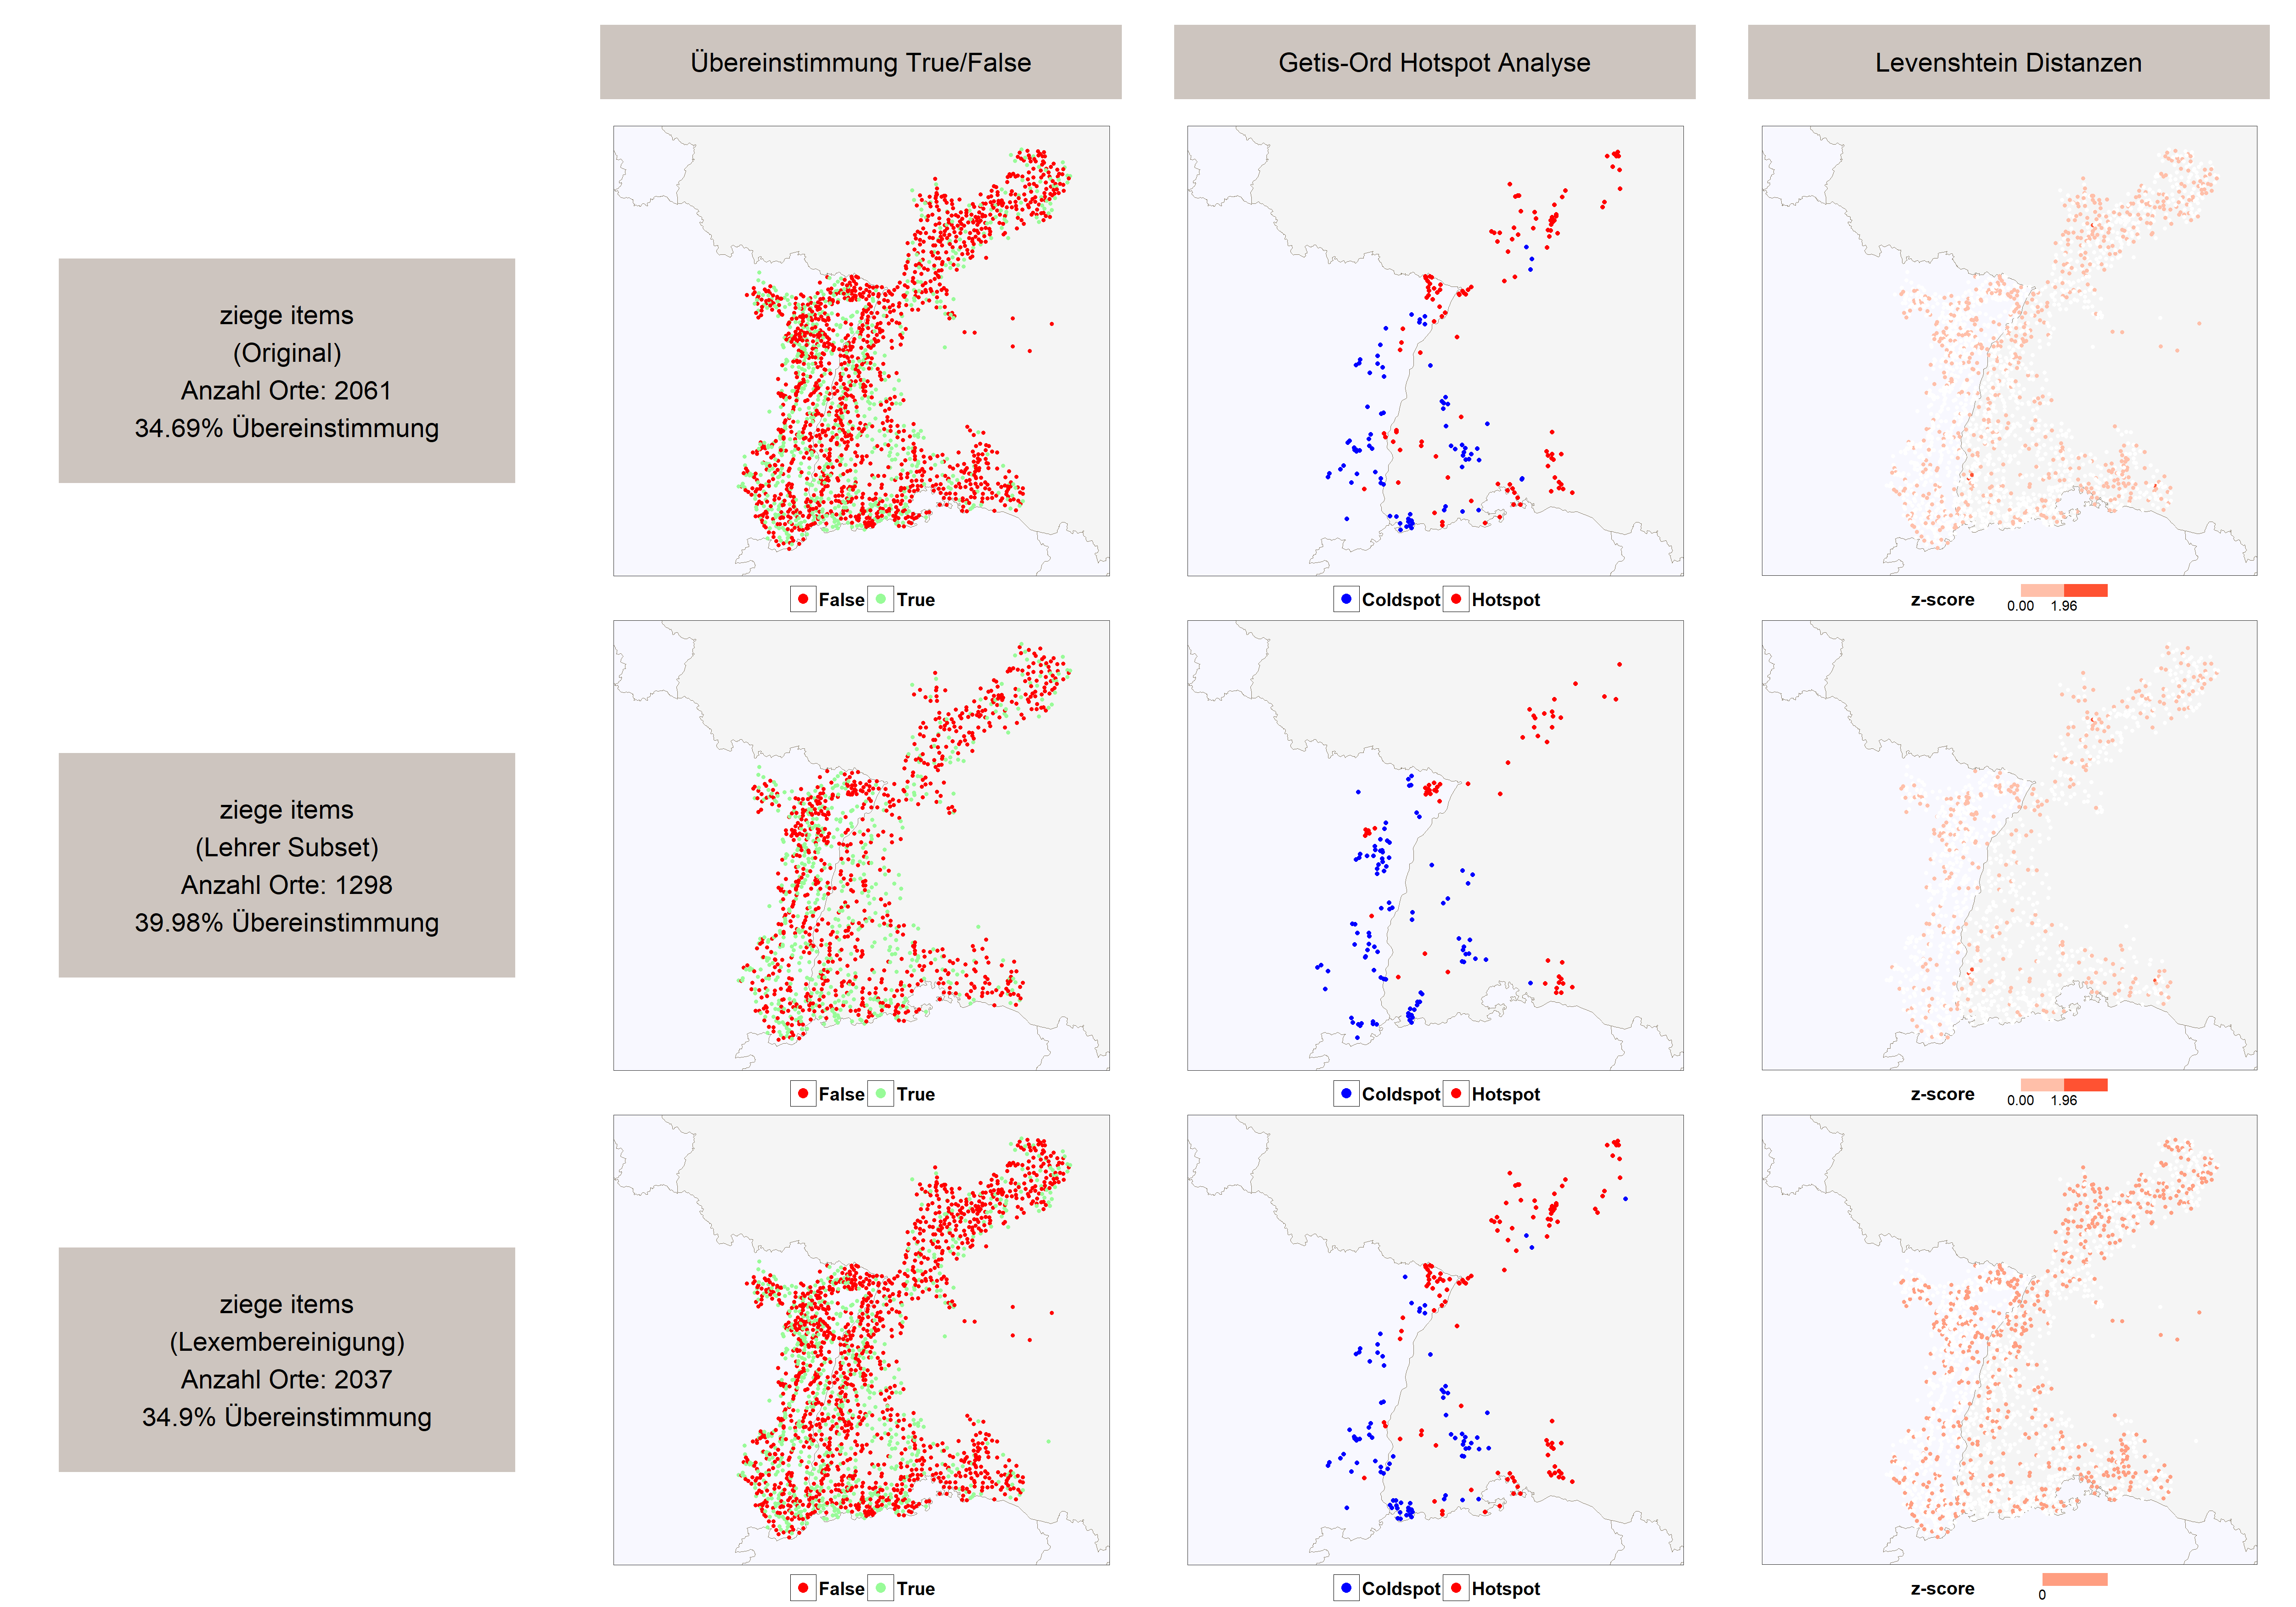 Übereinstimmung True/False
Getis-Ord Hotspot Analyse
Levenshtein Distanzen
ziege items
(Original)
Anzahl Orte: 2061
34.69% Übereinstimmung
False True
Coldspot Hotspot
z-score
0.00 1.96
ziege items
(Lehrer Subset)
Anzahl Orte: 1298
39.98% Übereinstimmung
False True
Coldspot Hotspot
z-score
0.00 1.96
ziege items
(Lexembereinigung)
Anzahl Orte: 2037
34.9% Übereinstimmung
False True
Coldspot Hotspot
z-score
0